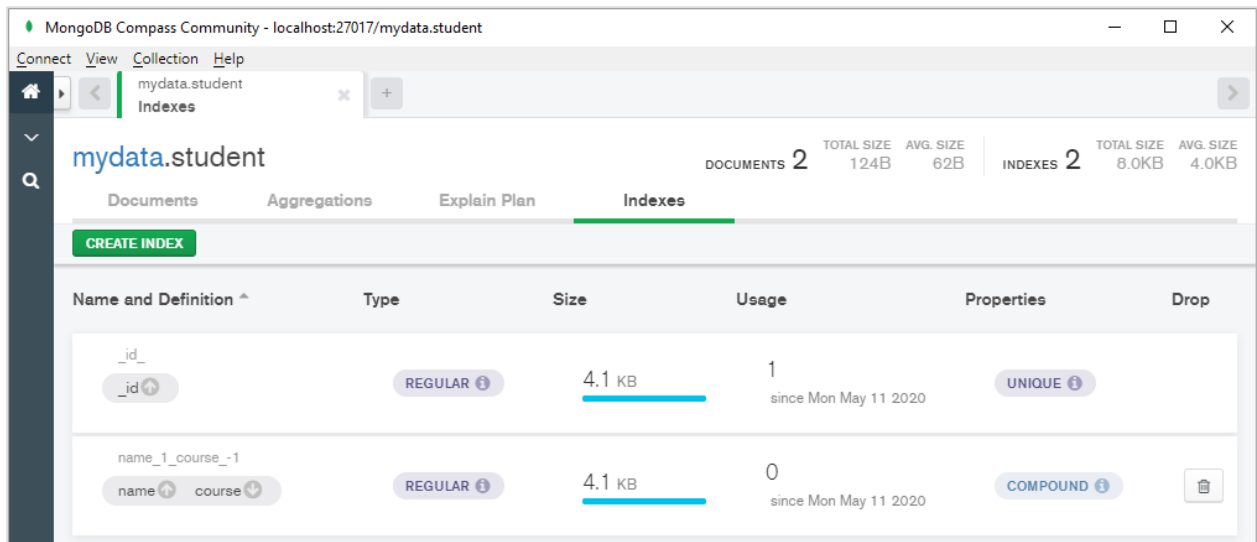 MongoDB Compass Community - localhost:27017/mydata.student
Connect View Collection Help
mydata.student
Indexes
mydata.student
DOCUMENTS 2 TOTAL SIZE 124B AVG. SIZE 62B INDEXES 2 TOTAL SIZE 8.0KB AVG. SIZE 4.0KB
Documents Aggregations Explain Plan Indexes
CREATE INDEX
Name and Definition Type Size Usage Properties Drop
_id_
_id REGULAR 4.1 KB 1 UNIQUE
since Mon May 11 2020
name_1_course_-1
name course REGULAR 4.1 KB 0 COMPOUND
since Mon May 11 2020